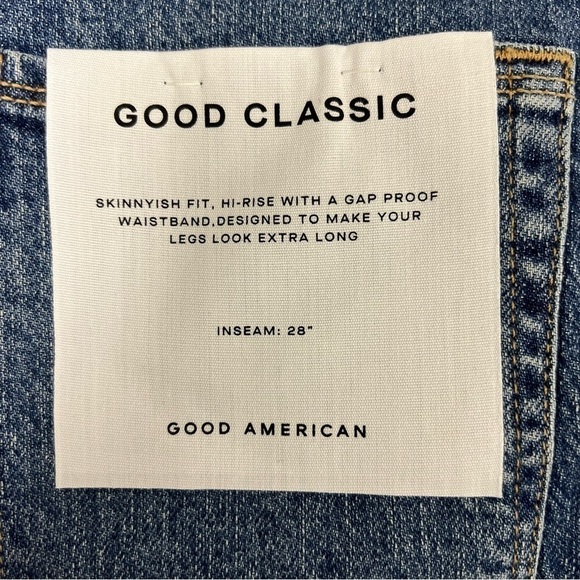 GOOD CLASSIC
SKINNYISH FIT, HI-RISE WITH A GAP PROOF
WAISTBAND,DESIGNED TO MAKE YOUR
LEGS LOOK EXTRA LONG
INSEAM: 28"
GOOD AMERICAN